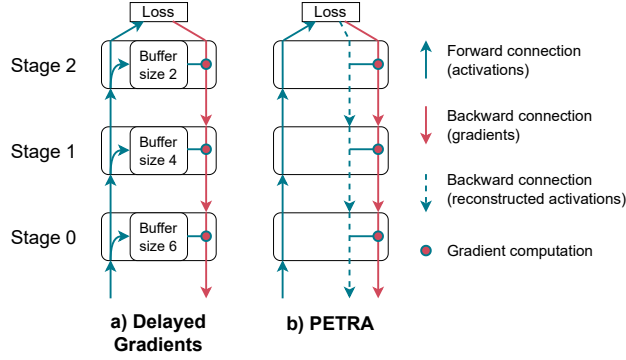 Loss
Loss
Stage 2
Buffer
size 2
Stage 1
Buffer
size 4
Stage 0
Buffer
size 6
Forward connection
(activations)
Backward connection
(gradients)
Backward connection
(reconstructed activations)
Gradient computation
a) Delayed
Gradients
b) PETRA